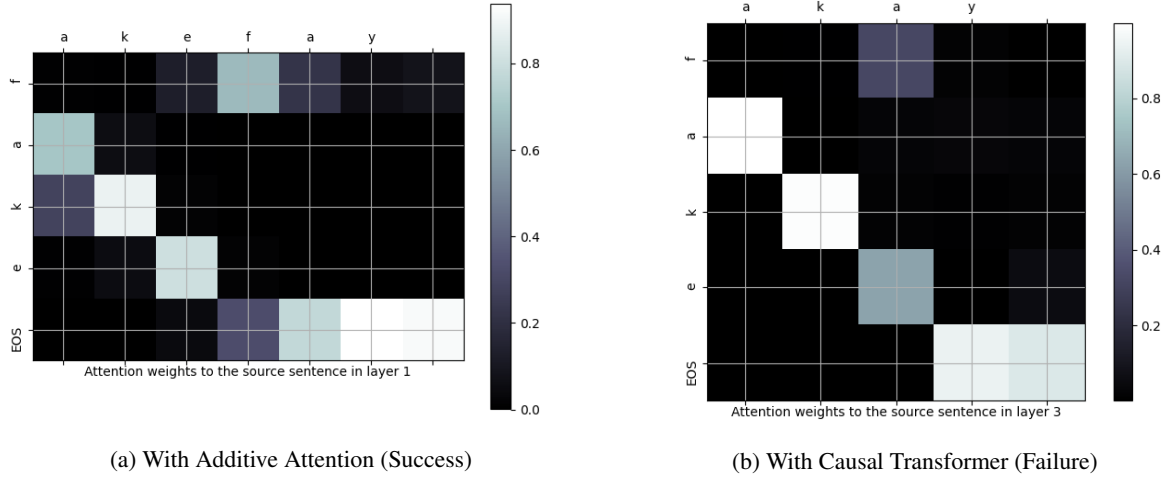 a k e f a y
f
a
k
e
EOS
0.8
0.6
0.4
0.2
0.0
Attention weights to the source sentence in layer 1
(a) With Additive Attention (Success)
a k a y
f
a
k
e
EOS
0.8
0.6
0.4
0.2
Attention weights to the source sentence in layer 3
(b) With Causal Transformer (Failure)